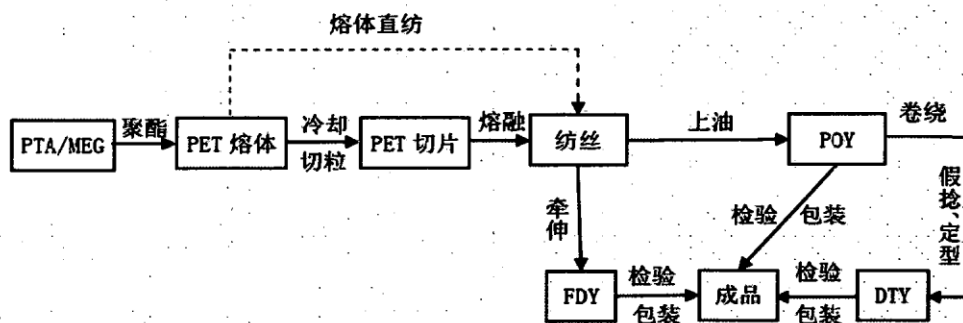 熔体直纺
PTA/MEG
聚酯
PET 熔体
冷却
切粒
PET 切片
熔融
纺丝
上油
POY
卷绕
假捻、定型
牵伸
检验
包装
FDY
检验
包装
成品
检验
包装
DTY